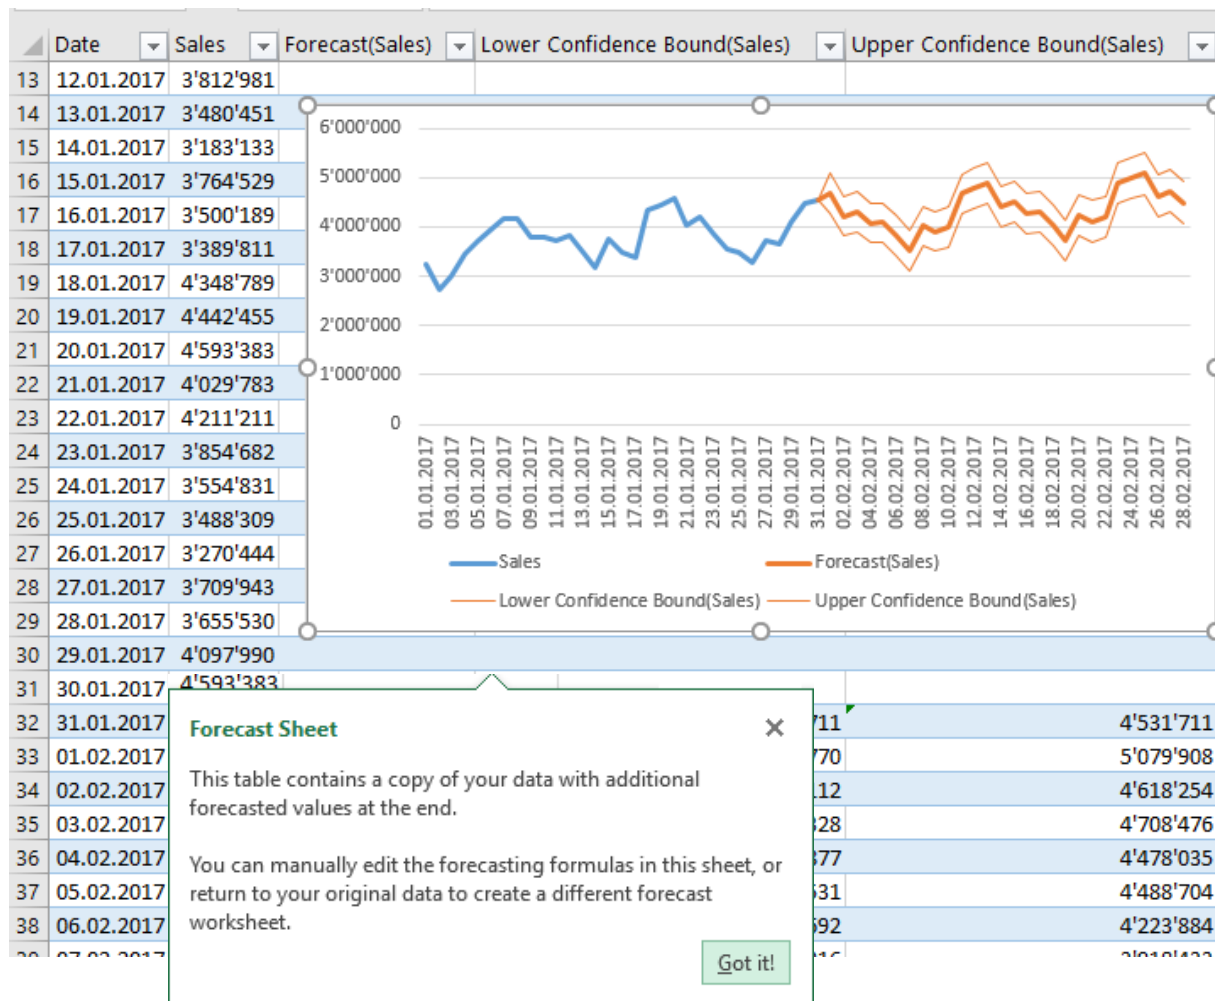 Date Sales Forecast(Sales) Lower Confidence Bound(Sales) Upper Confidence Bound(Sales)
13 12.01.2017 3'812'981
14 13.01.2017 3'480'451
15 14.01.2017 3'183'133
16 15.01.2017 3'764'529
17 16.01.2017 3'500'189
18 17.01.2017 3'389'811
19 18.01.2017 4'348'789
20 19.01.2017 4'442'455
21 20.01.2017 4'593'383
22 21.01.2017 4'029'783
23 22.01.2017 4'211'211
24 23.01.2017 3'854'682
25 24.01.2017 3'554'831
26 25.01.2017 3'488'309
27 26.01.2017 3'270'444
28 27.01.2017 3'709'943
29 28.01.2017 3'655'530
30 29.01.2017 4'097'990
31 30.01.2017 4'593'383
32 31.01.2017 711 4'531'711
33 01.02.2017 770 5'079'908
34 02.02.2017 112 4'618'254
35 03.02.2017 328 4'708'476
36 04.02.2017 377 4'478'035
37 05.02.2017 531 4'488'704
38 06.02.2017 592 4'223'884
6'000'000
5'000'000
4'000'000
3'000'000
2'000'000
1'000'000
0
01.01.2017
03.01.2017
05.01.2017
07.01.2017
09.01.2017
11.01.2017
13.01.2017
15.01.2017
17.01.2017
19.01.2017
21.01.2017
23.01.2017
25.01.2017
27.01.2017
29.01.2017
31.01.2017
02.02.2017
04.02.2017
06.02.2017
08.02.2017
10.02.2017
12.02.2017
14.02.2017
16.02.2017
18.02.2017
20.02.2017
22.02.2017
24.02.2017
26.02.2017
28.02.2017
Sales Forecast(Sales)
Lower Confidence Bound(Sales) Upper Confidence Bound(Sales)
Forecast Sheet
This table contains a copy of your data with additional
forecasted values at the end.
You can manually edit the forecasting formulas in this sheet, or
return to your original data to create a different forecast
worksheet.
Got it!